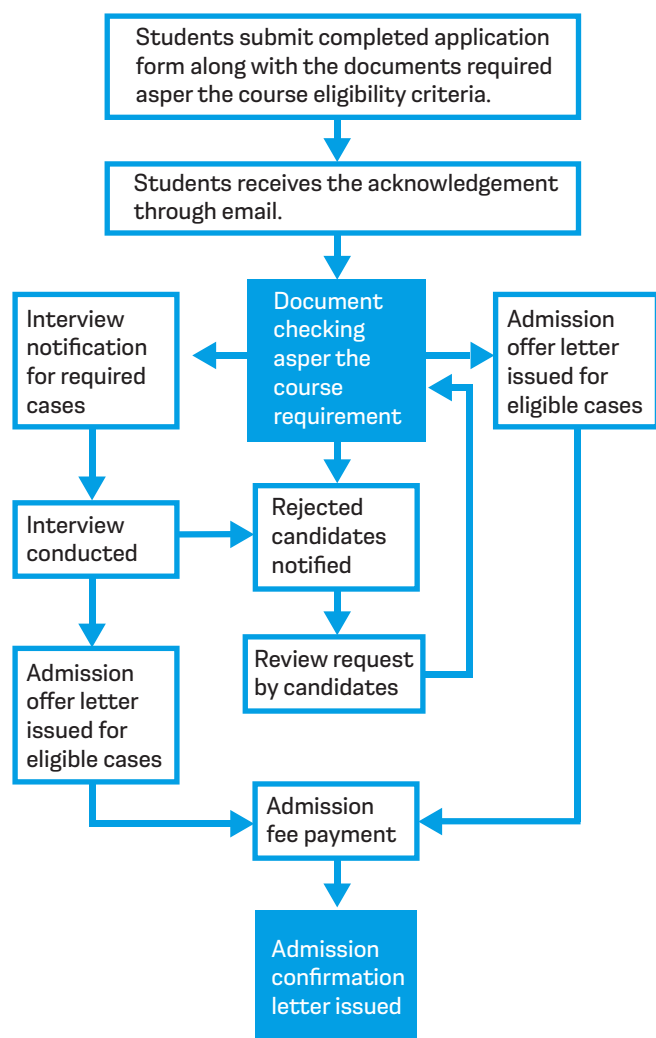 Students submit completed application
form along with the documents required
asper the course eligibility criteria.
Students receives the acknowledgement
through email.
Document
checking
asper the
course
requirement
Interview
notification
for required
cases
Admission
offer letter
issued for
eligible cases
Interview
conducted
Rejected
candidates
notified
Admission
offer letter
issued for
eligible cases
Review request
by candidates
Admission
fee payment
Admission
confirmation
letter issued